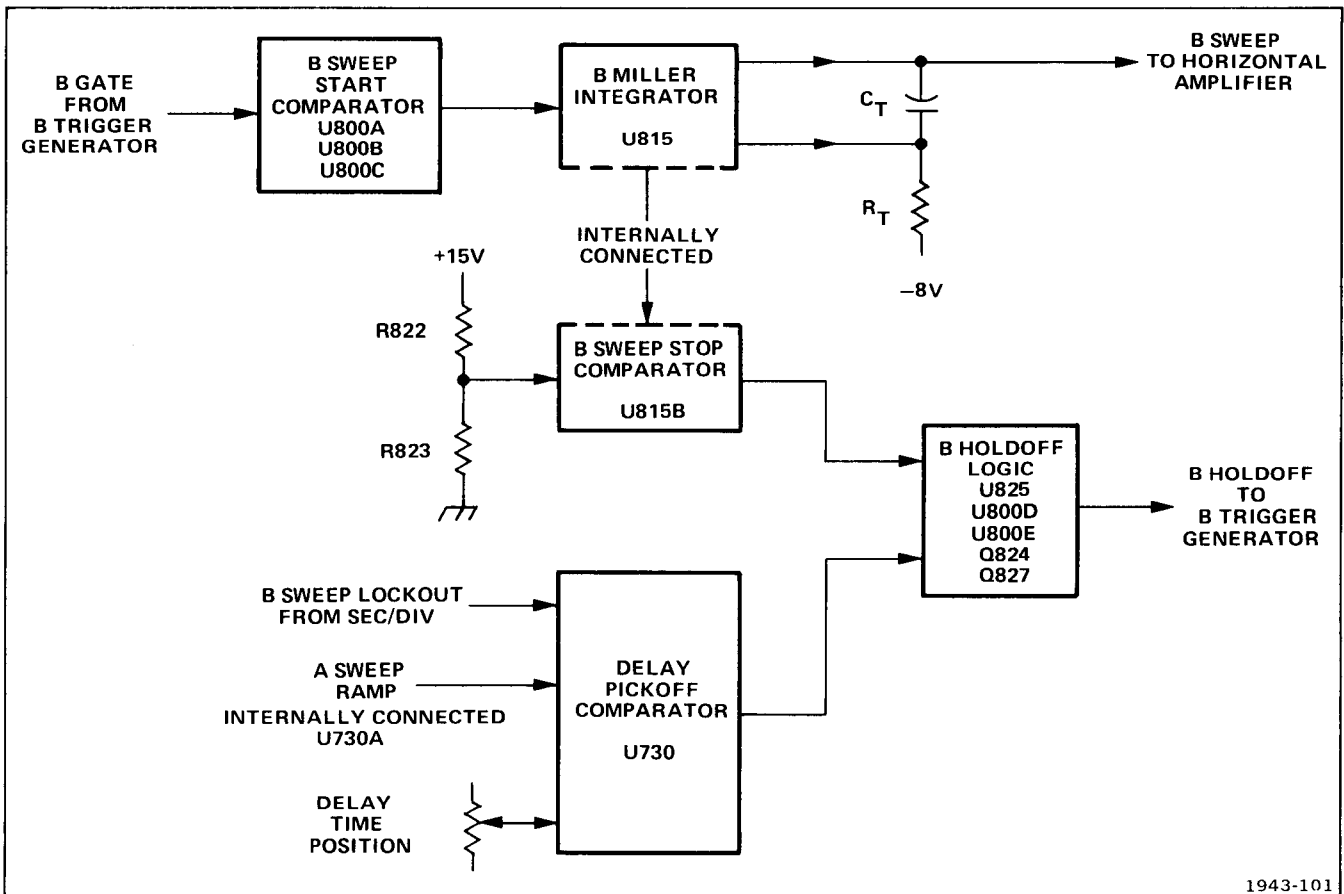 B GATE
FROM
B TRIGGER
GENERATOR
B SWEEP
START
COMPARATOR
U800A
U800B
U800C
B MILLER
INTEGRATOR
U815
CT
RT
−8V
B SWEEP
TO HORIZONTAL
AMPLIFIER
INTERNALLY
CONNECTED
+15V
R822
R823
B SWEEP STOP
COMPARATOR
U815B
B HOLDOFF
LOGIC
U825
U800D
U800E
Q824
Q827
B HOLDOFF
TO
B TRIGGER
GENERATOR
B SWEEP LOCKOUT
FROM SEC/DIV
A SWEEP
RAMP
INTERNALLY CONNECTED
U730A
DELAY
TIME
POSITION
DELAY
PICKOFF
COMPARATOR
U730
1943-101